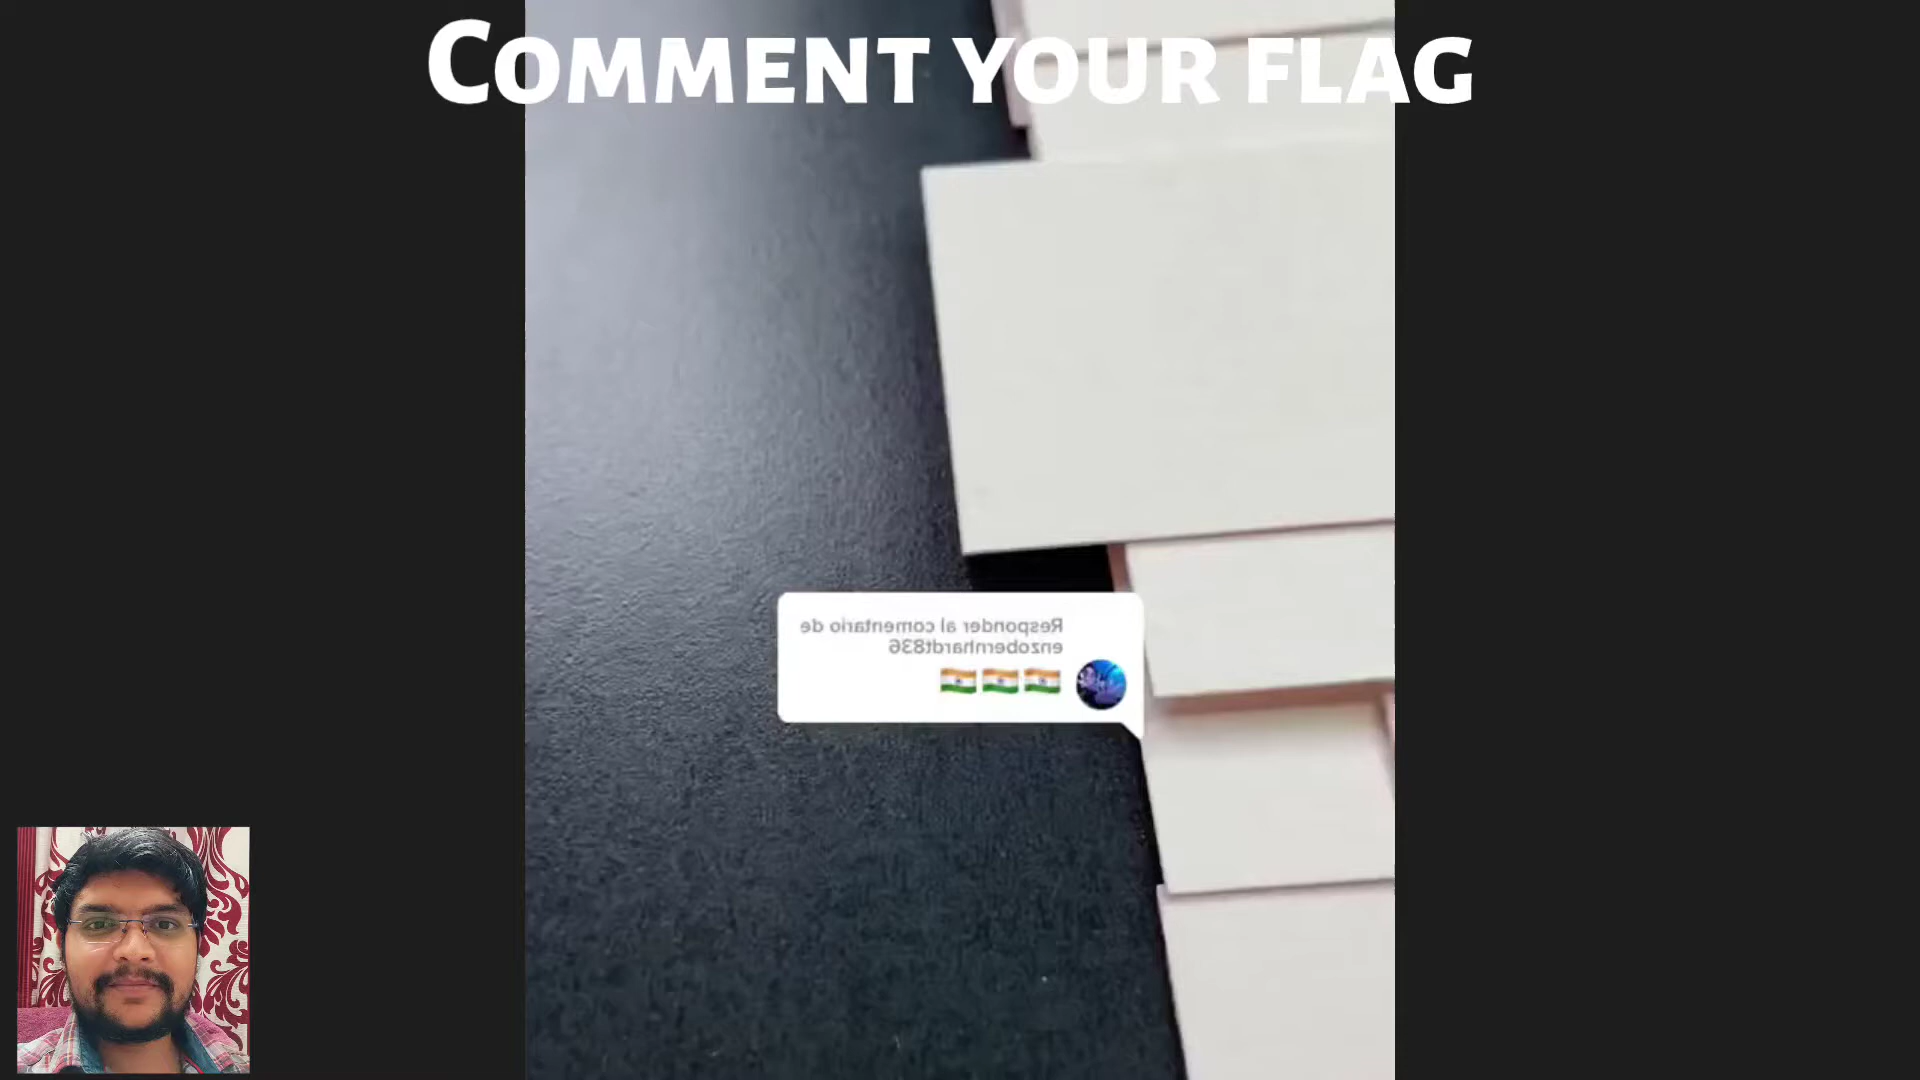 Comment your flag
Responder al comentario de
enzobernhardt836
🇮🇳🇮🇳🇮🇳